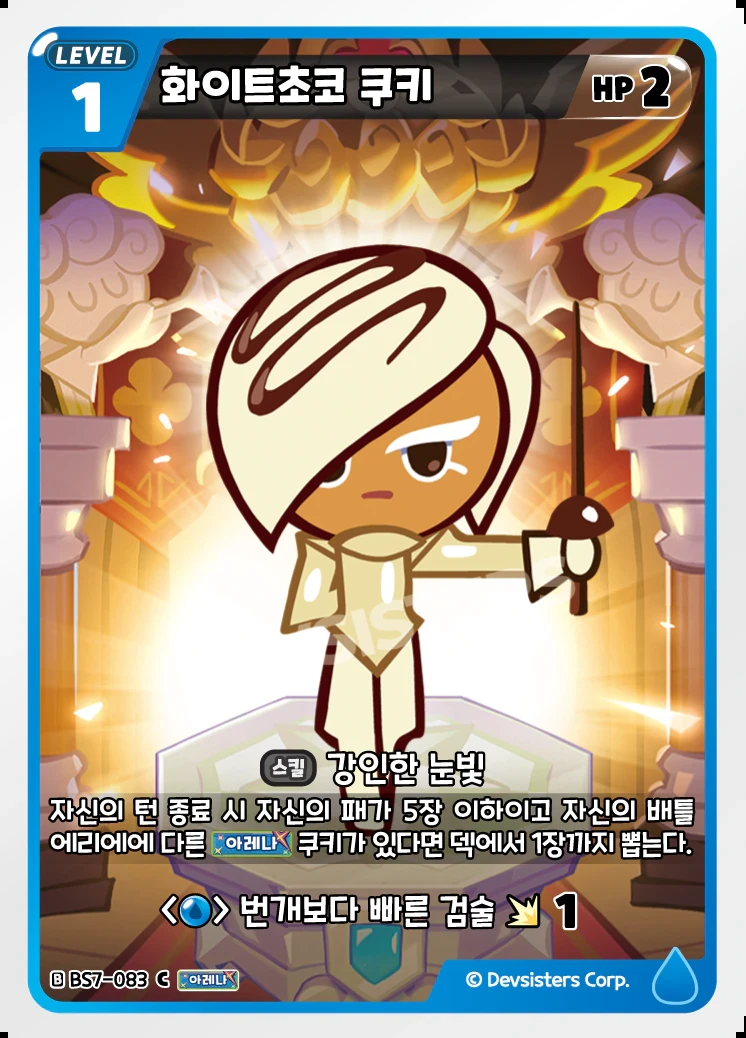 LEVEL
1
화이트초코 쿠키
HP 2
스킬 강인한 눈빛
자신의 턴 종료 시 자신의 패가 5장 이하이고 자신의 배틀
에리어에 다른 아레나 쿠키가 있다면 덱에서 1장까지 뽑는다.
< > 번개보다 빠른 검술 1
B BS7-083 C 아레나
© Devsisters Corp.